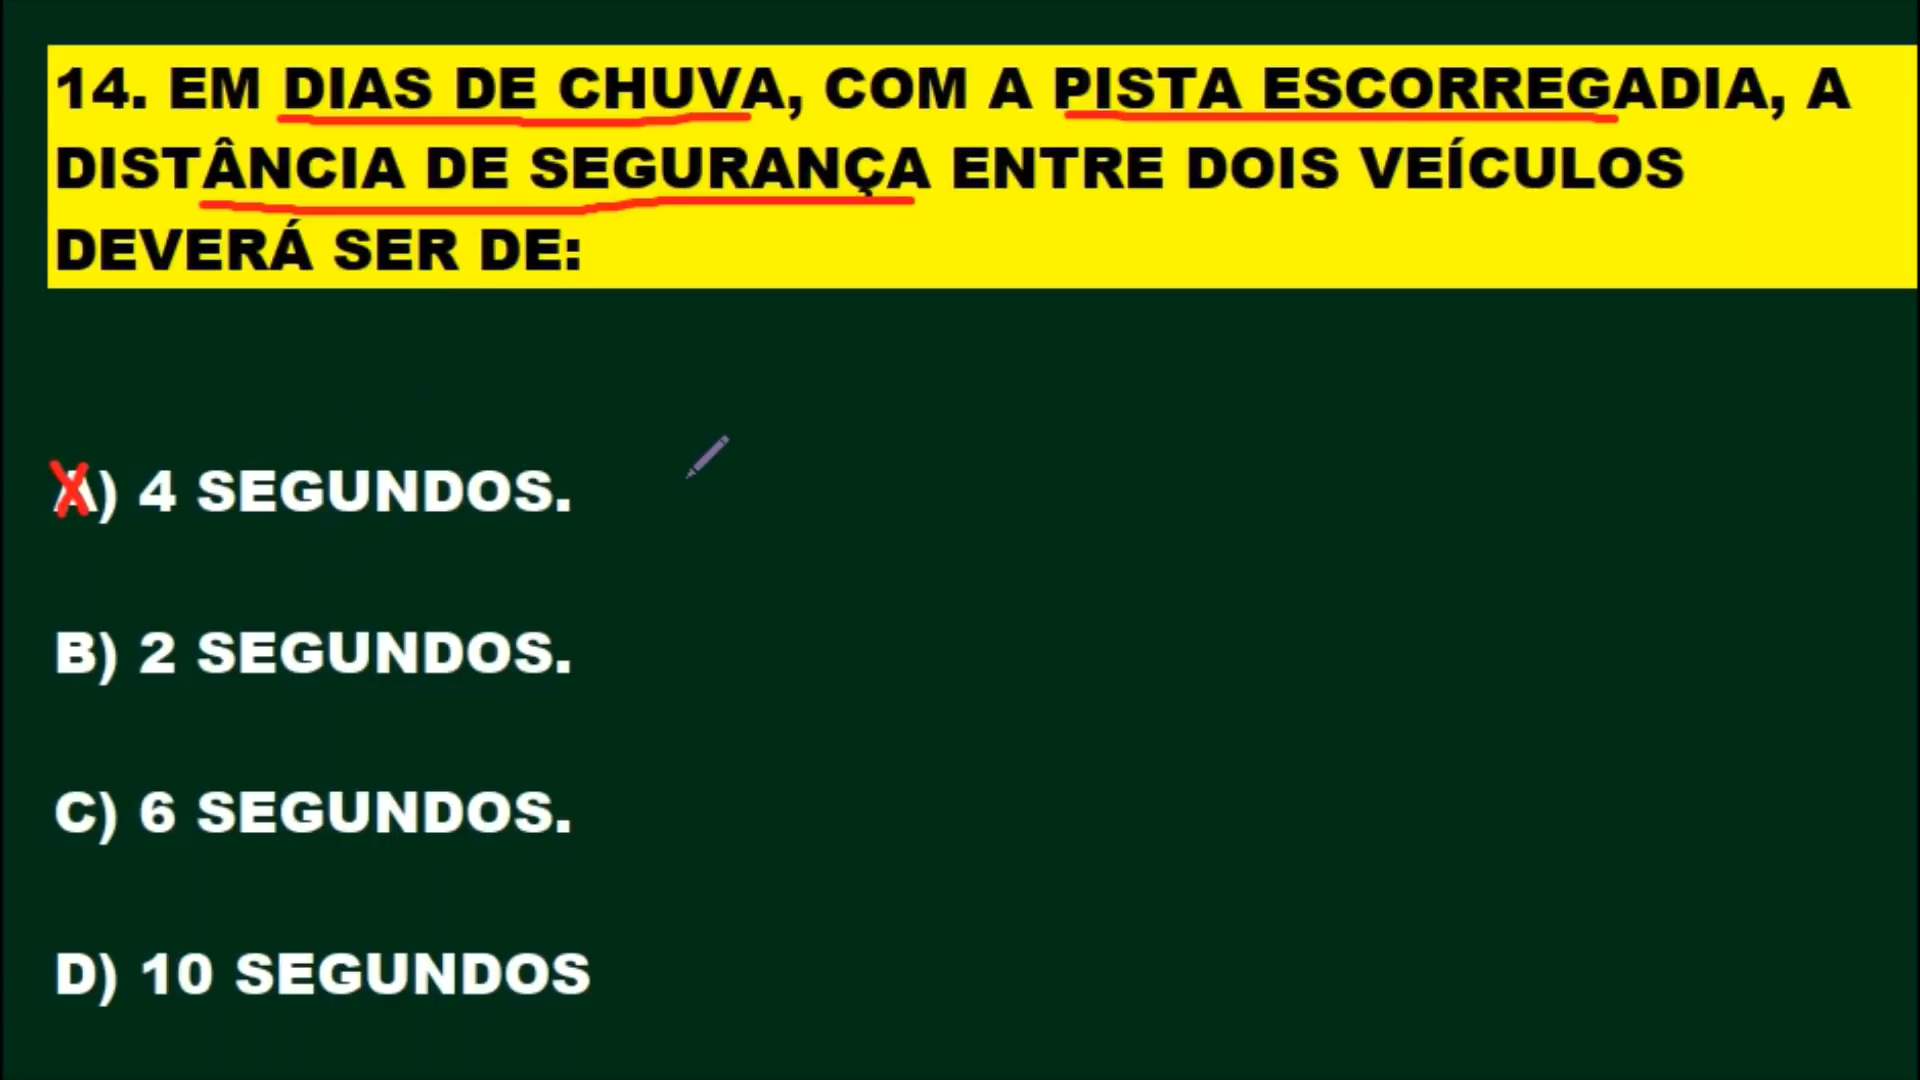 14. EM DIAS DE CHUVA, COM A PISTA ESCORREGADIA, A
DISTÂNCIA DE SEGURANÇA ENTRE DOIS VEÍCULOS
DEVERÁ SER DE:
A) 4 SEGUNDOS.
B) 2 SEGUNDOS.
C) 6 SEGUNDOS.
D) 10 SEGUNDOS